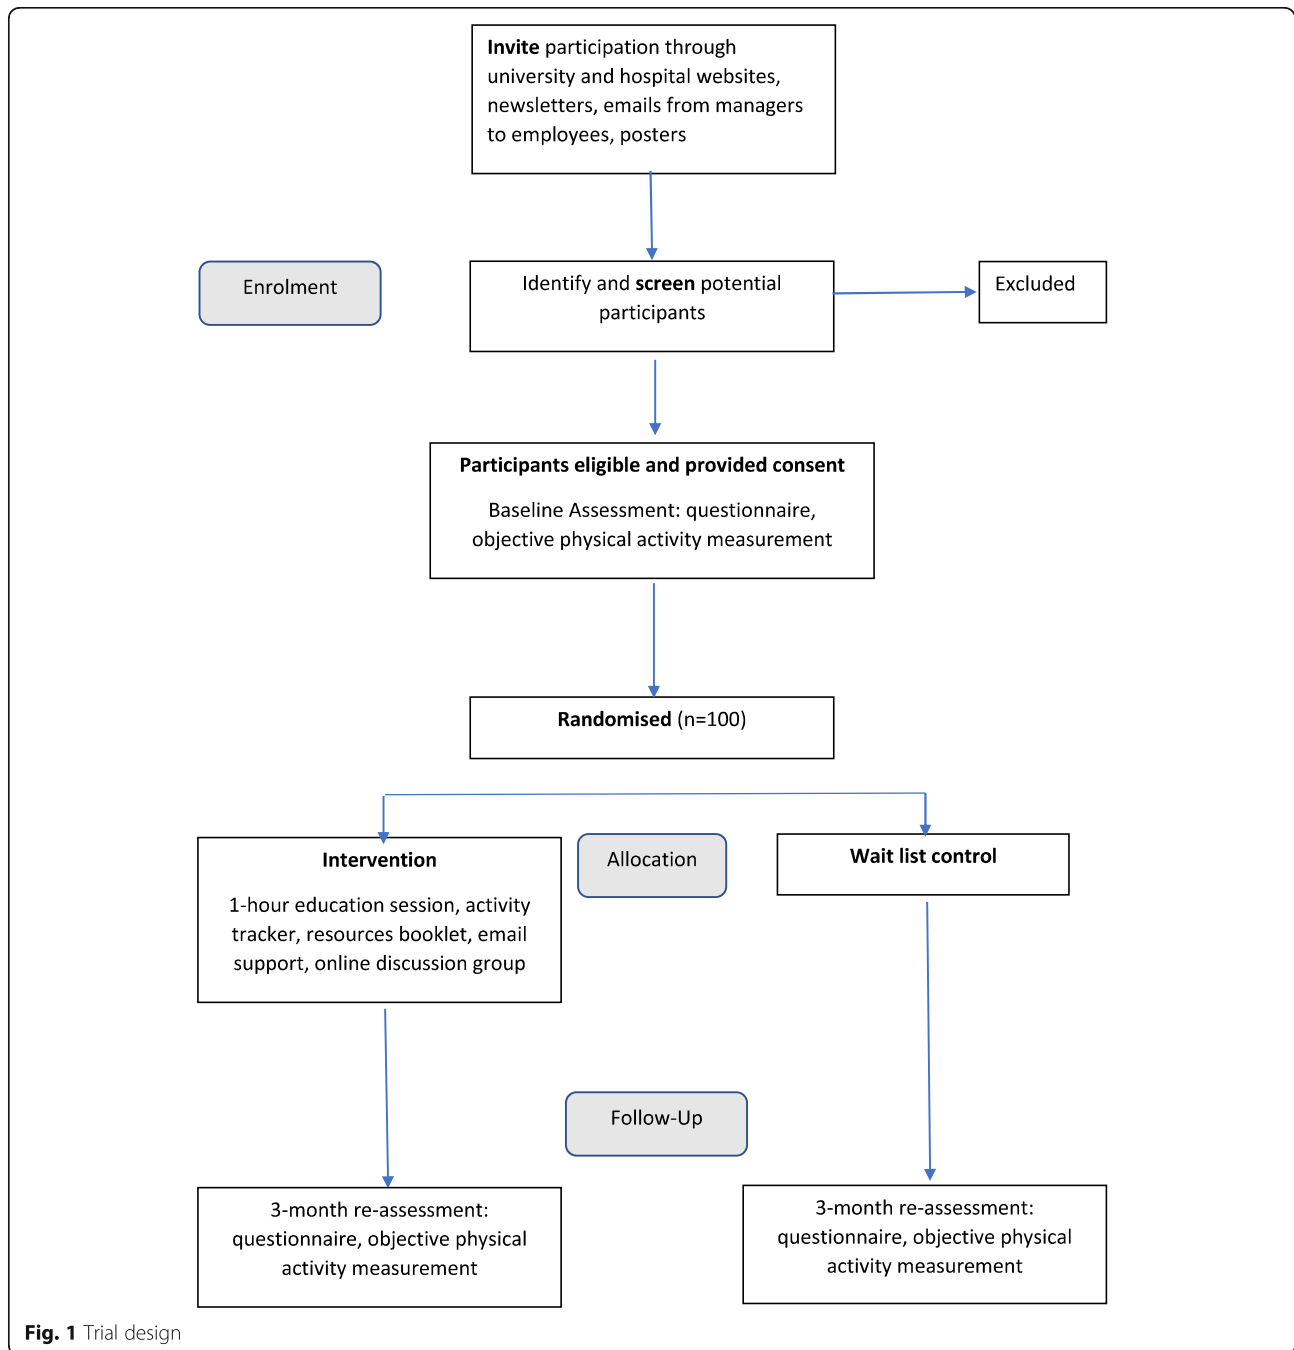 Invite participation through
university and hospital websites,
newsletters, emails from managers
to employees, posters
Enrolment
Identify and screen potential
participants
Excluded
Participants eligible and provided consent
Baseline Assessment: questionnaire,
objective physical activity measurement
Randomised (n=100)
Intervention
1-hour education session, activity
tracker, resources booklet, email
support, online discussion group
Allocation
Wait list control
Follow-Up
3-month re-assessment:
questionnaire, objective physical
activity measurement
3-month re-assessment:
questionnaire, objective physical
activity measurement
Fig. 1 Trial design